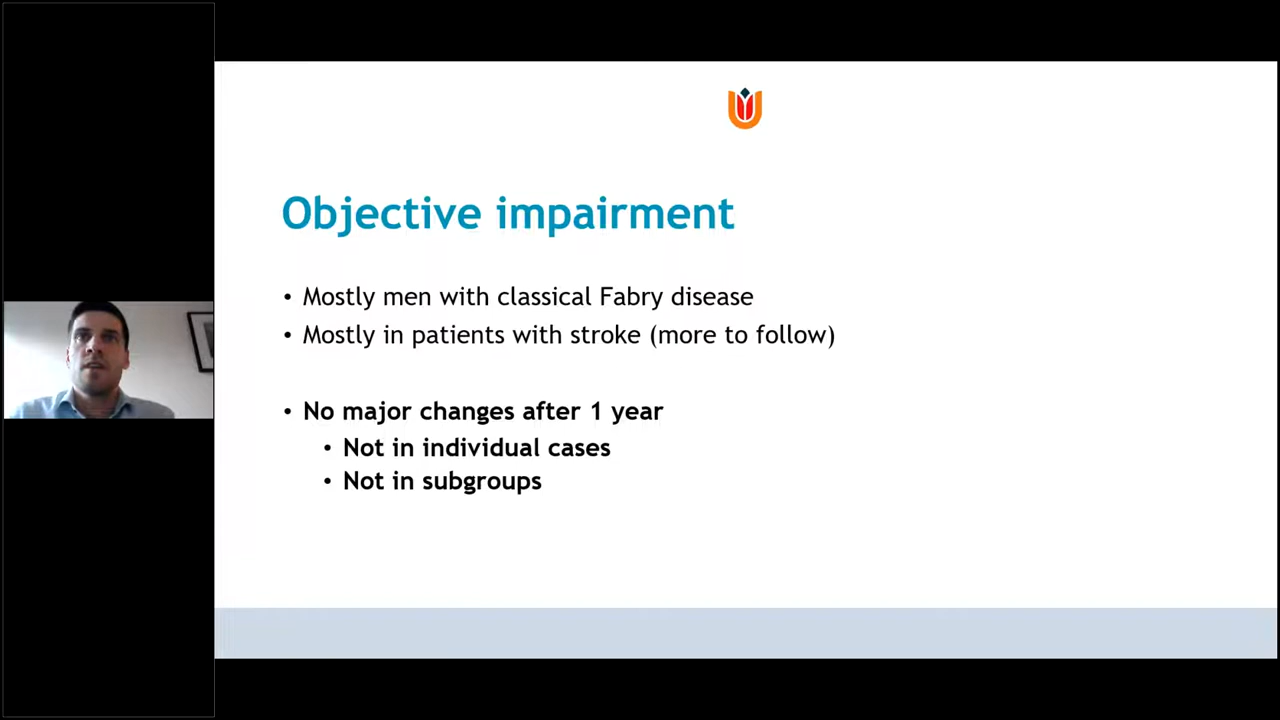 Objective impairment
• Mostly men with classical Fabry disease
• Mostly in patients with stroke (more to follow)
• No major changes after 1 year
• Not in individual cases
• Not in subgroups